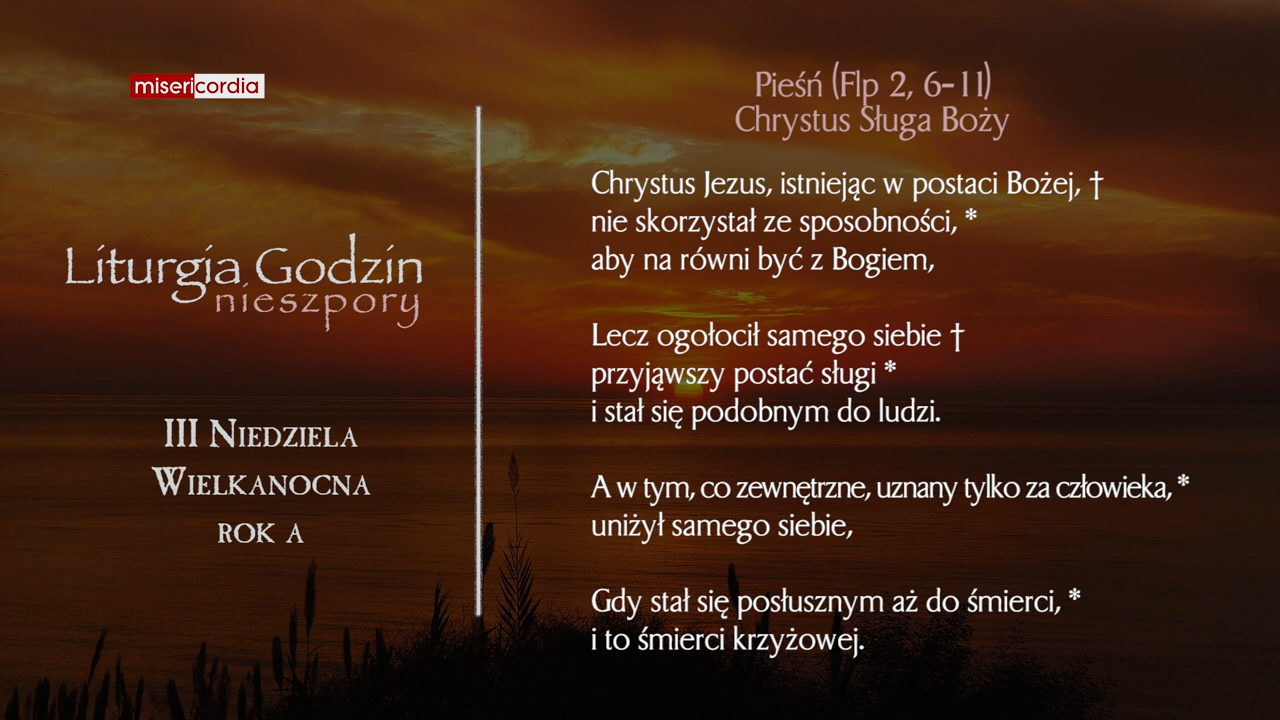 misericordia
Liturgia Godzin
nieszpory
III Niedziela
Wielkanocna
rok A
Pieśń (Flp 2, 6-11)
Chrystus Sługa Boży
Chrystus Jezus, istniejąc w postaci Bożej, †
nie skorzystał ze sposobności, *
aby na równi być z Bogiem,
Lecz ogołocił samego siebie †
przyjąwszy postać sługi *
i stał się podobnym do ludzi.
A w tym, co zewnętrzne, uznany tylko za człowieka, *
uniżył samego siebie,
Gdy stał się posłusznym aż do śmierci, *
i to śmierci krzyżowej.